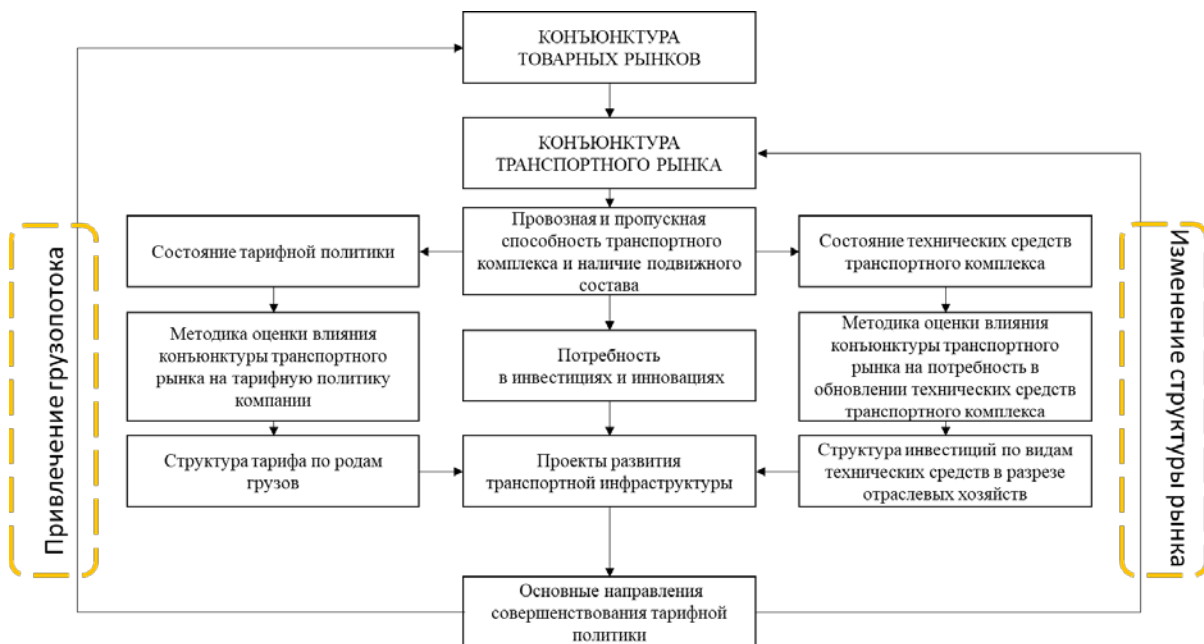 КОНЪЮНКТУРА
ТОВАРНЫХ РЫНКОВ
КОНЪЮНКТУРА
ТРАНСПОРТНОГО РЫНКА
Привлечение грузопотока
Состояние тарифной политики
Провозная и пропускная
способность транспортного
комплекса и наличие подвижного
состава
Состояние технических средств
транспортного комплекса
Изменение структуры рынка
Методика оценки влияния
конъюнктуры транспортного
рынка на тарифную политику
компании
Потребность
в инвестициях и инновациях
Методика оценки влияния
конъюнктуры транспортного
рынка на потребность в
обновлении технических средств
транспортного комплекса
Структура тарифа по родам
грузов
Проекты развития
транспортной инфраструктуры
Структура инвестиций по видам
технических средств в разрезе
отраслевых хозяйств
Основные направления
совершенствования тарифной
политики